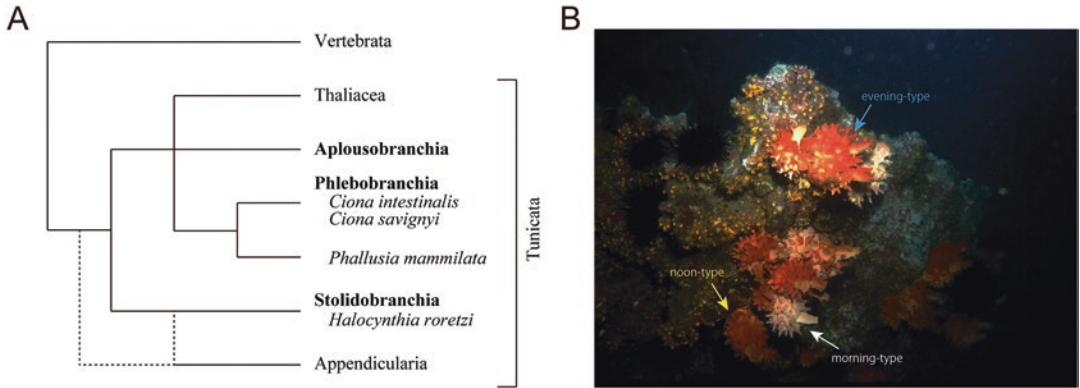 A
Vertebrata
Thaliacea
Aplousobranchia
Phlebobranchia
Ciona intestinalis
Ciona savignyi
Phallusia mammilata
Stolidobranchia
Halocynthia roretzi
Appendicularia
Tunicata
B
evening-type
noon-type
morning-type